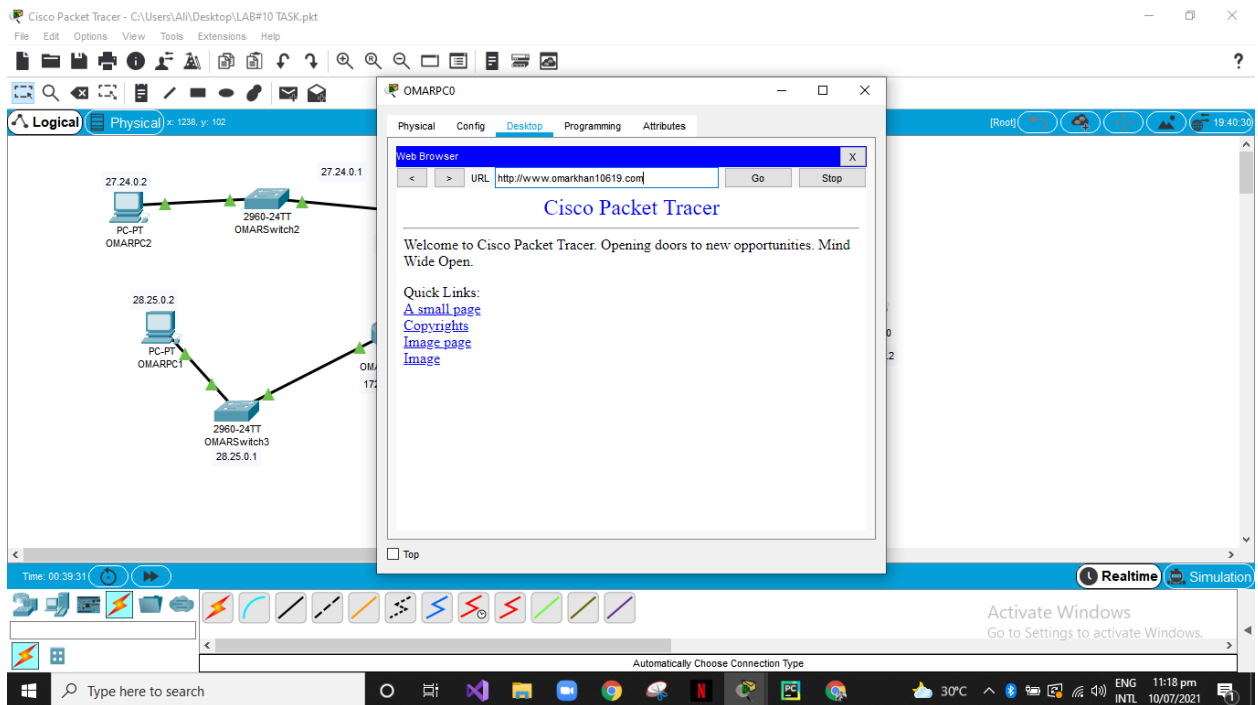 Cisco Packet Tracer - C:\Users\Ali\Desktop\LAB#10 TASK.pkt
File Edit Options View Tools Extensions Help
?
Logical
Physical
x: 1238, y: 102
[Root]
19:40:30
27.24.0.2
PC-PT
OMARPC2
2960-24TT
OMARSwitch2
27.24.0.1
28.25.0.2
PC-PT
OMARPC1
2960-24TT
OMARSwitch3
28.25.0.1
OMA
172
0
.2
OMARPC0
Physical Config Desktop Programming Attributes
Web Browser X
< > URL http://www.omarkhan10619.com Go Stop
Cisco Packet Tracer
Welcome to Cisco Packet Tracer. Opening doors to new opportunities. Mind
Wide Open.
Quick Links:
A small page
Copyrights
Image page
Image
Top
Time: 00:39:31
Realtime
Simulation
Activate Windows
Go to Settings to activate Windows.
Automatically Choose Connection Type
Type here to search
N
PC
30°C
ENG
INTL
11:18 pm
10/07/2021
1